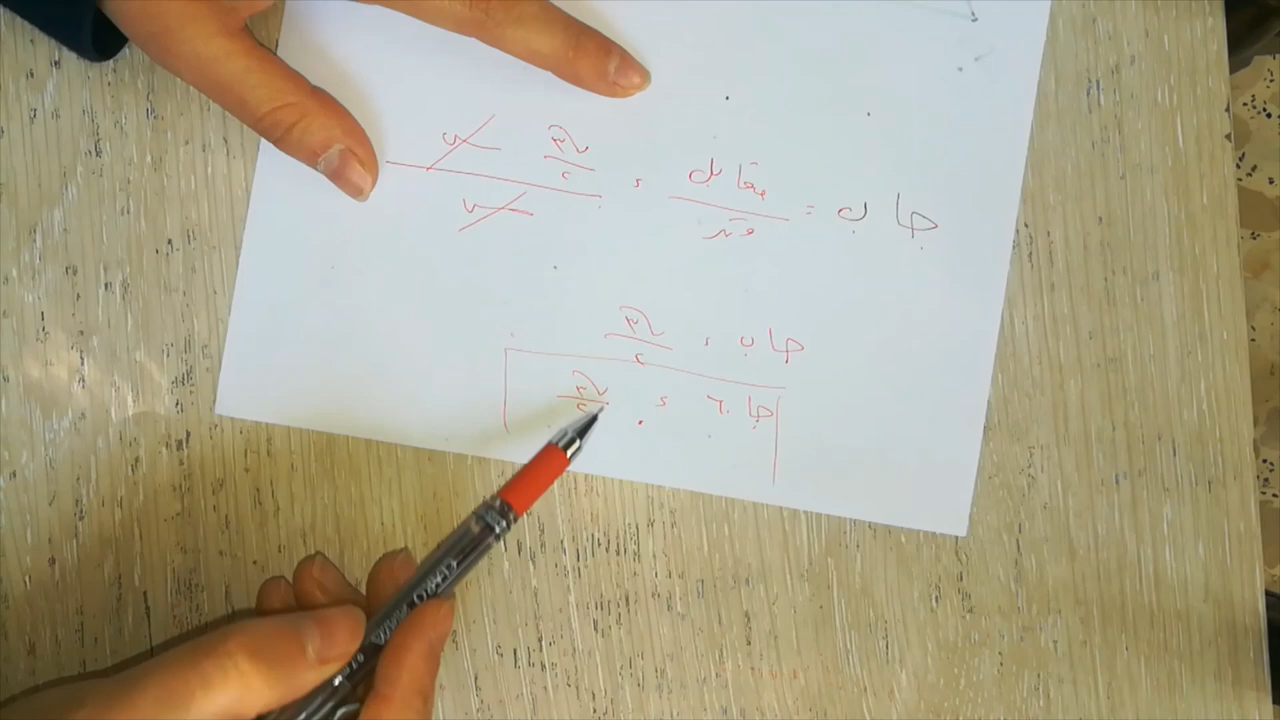 جا ب = مقابل / وتر = √٣/٢ س / س
جا ب = √٣/٢
جا ٦٠ = √٣/٢